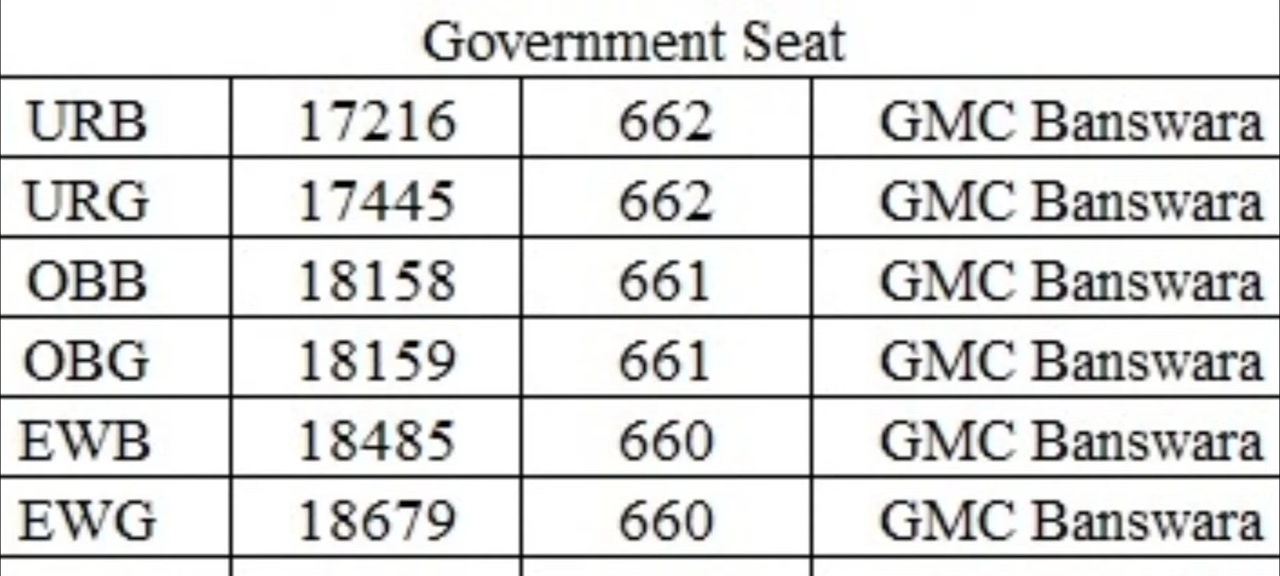 Government Seat
URB 17216 662 GMC Banswara
URG 17445 662 GMC Banswara
OBB 18158 661 GMC Banswara
OBG 18159 661 GMC Banswara
EWB 18485 660 GMC Banswara
EWG 18679 660 GMC Banswara